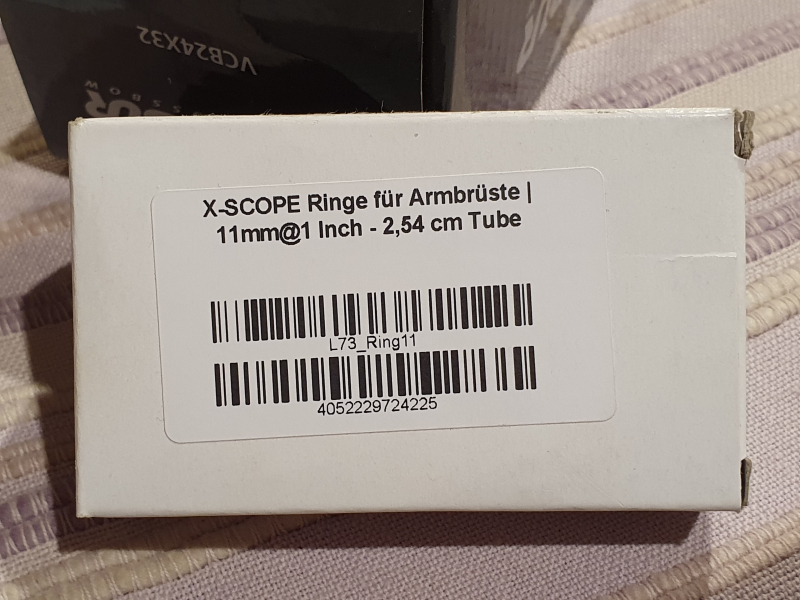 VCB24X32
X-SCOPE Ringe für Armbrüste |
11mm@1 Inch - 2,54 cm Tube
L73_Ring11
4052229724225